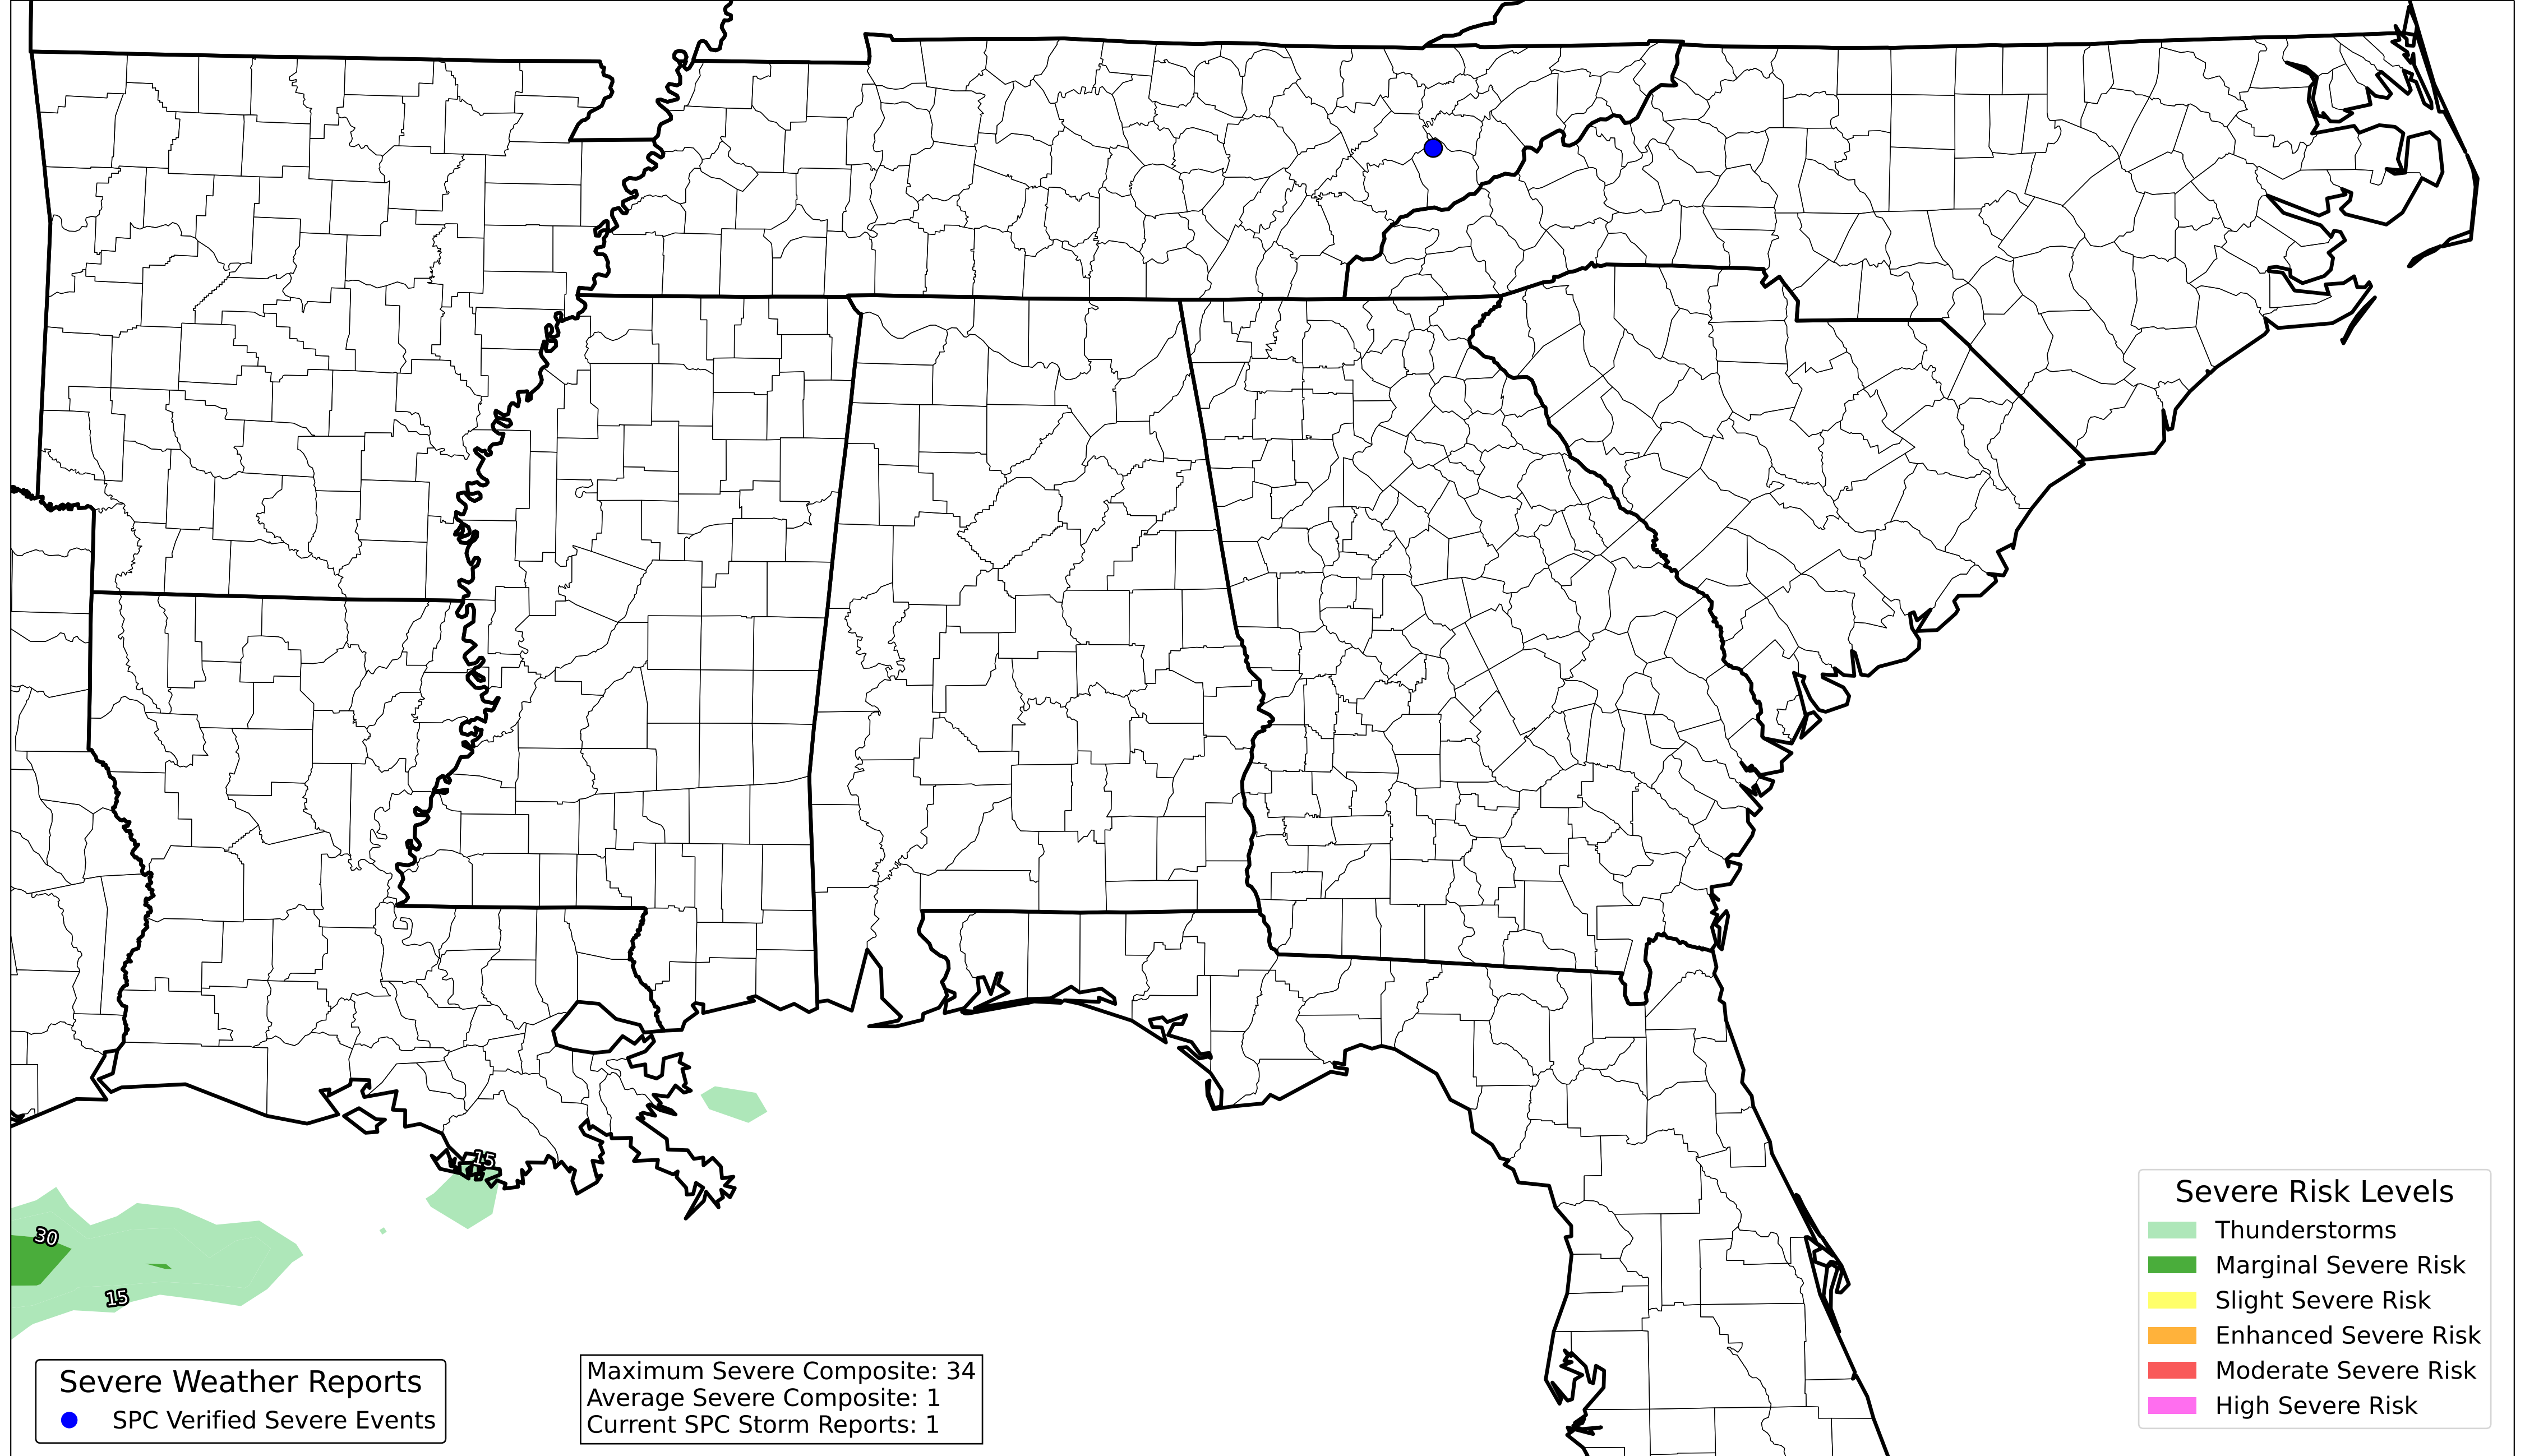 15
30
15
Severe Weather Reports
SPC Verified Severe Events
Maximum Severe Composite: 34
Average Severe Composite: 1
Current SPC Storm Reports: 1
Severe Risk Levels
Thunderstorms
Marginal Severe Risk
Slight Severe Risk
Enhanced Severe Risk
Moderate Severe Risk
High Severe Risk